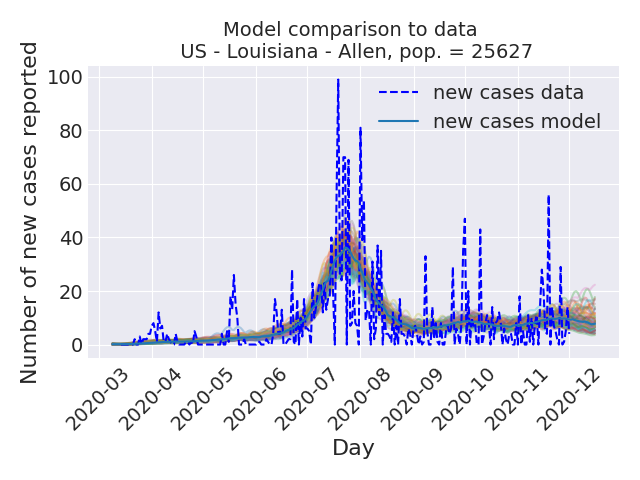 Model comparison to data
US - Louisiana - Allen, pop. = 25627
Number of new cases reported
100
80
60
40
20
0
new cases data
new cases model
2020-03
2020-04
2020-05
2020-06
2020-07
2020-08
2020-09
2020-10
2020-11
2020-12
Day